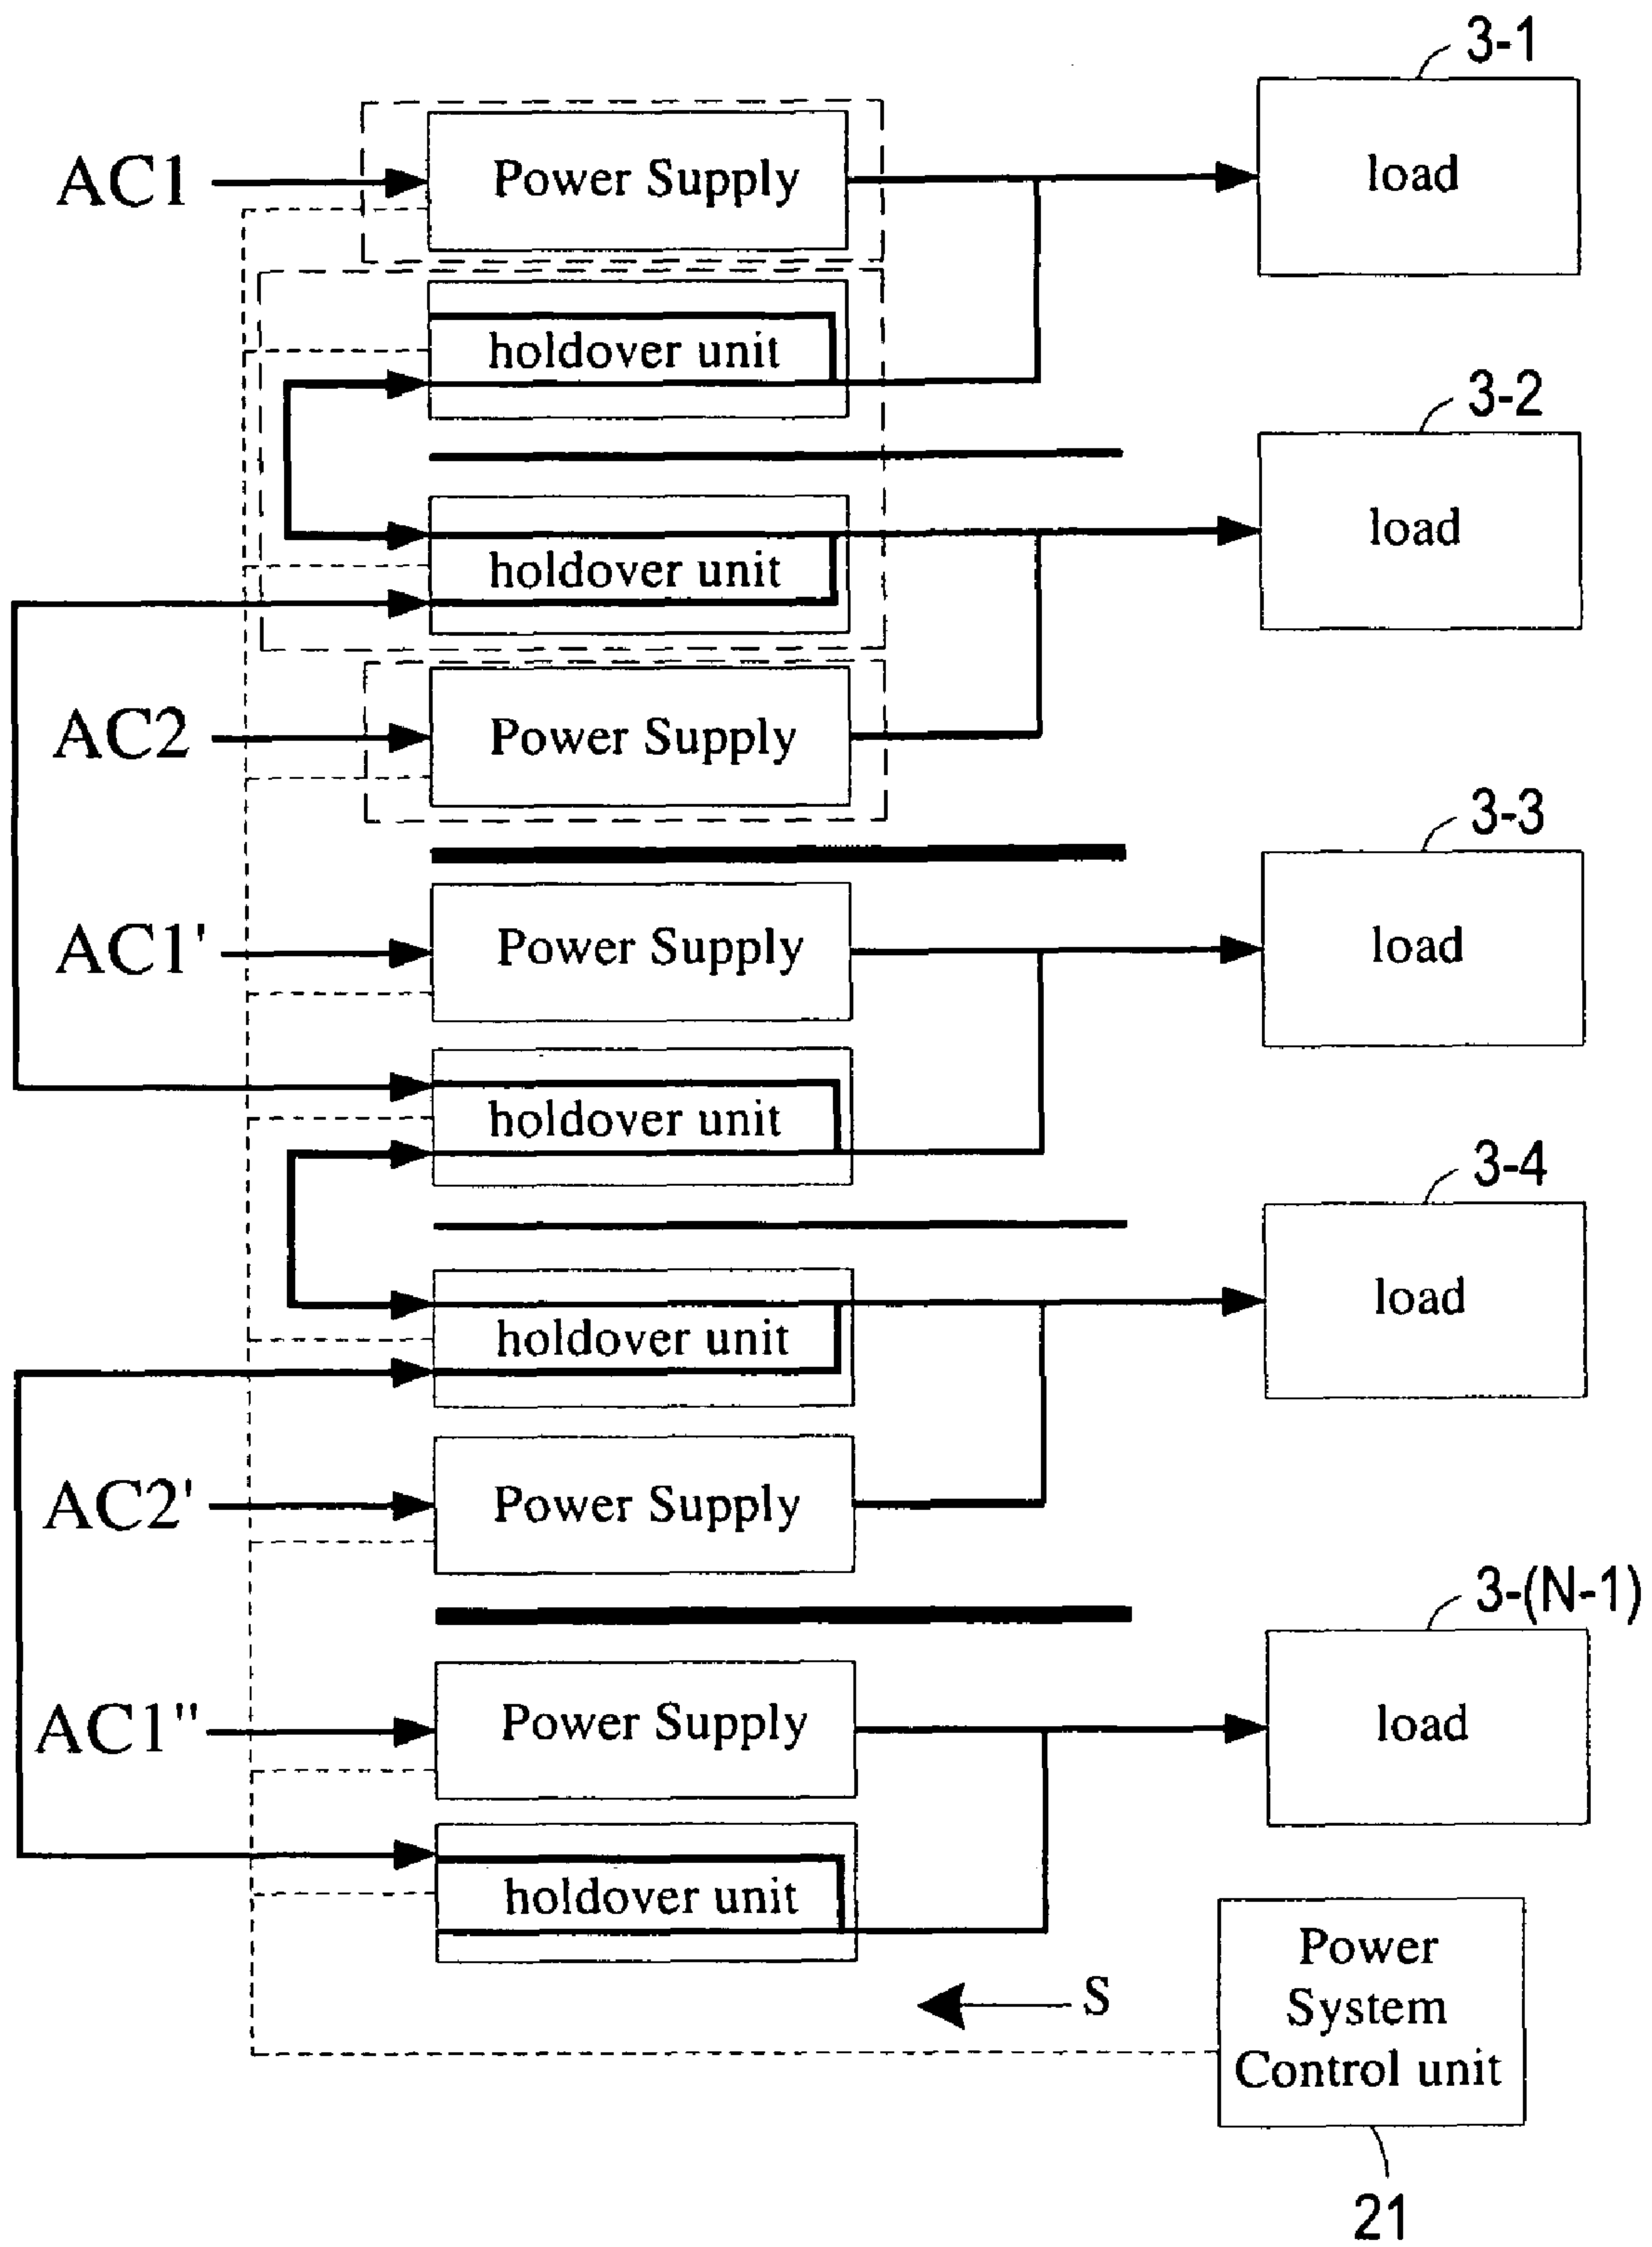 3-1
AC1
Power Supply
load
holdover unit
3-2
load
holdover unit
AC2
Power Supply
3-3
AC1'
Power Supply
load
holdover unit
3-4
load
holdover unit
AC2'
Power Supply
3-(N-1)
AC1"
Power Supply
load
holdover unit
Power
System
Control unit
S
21